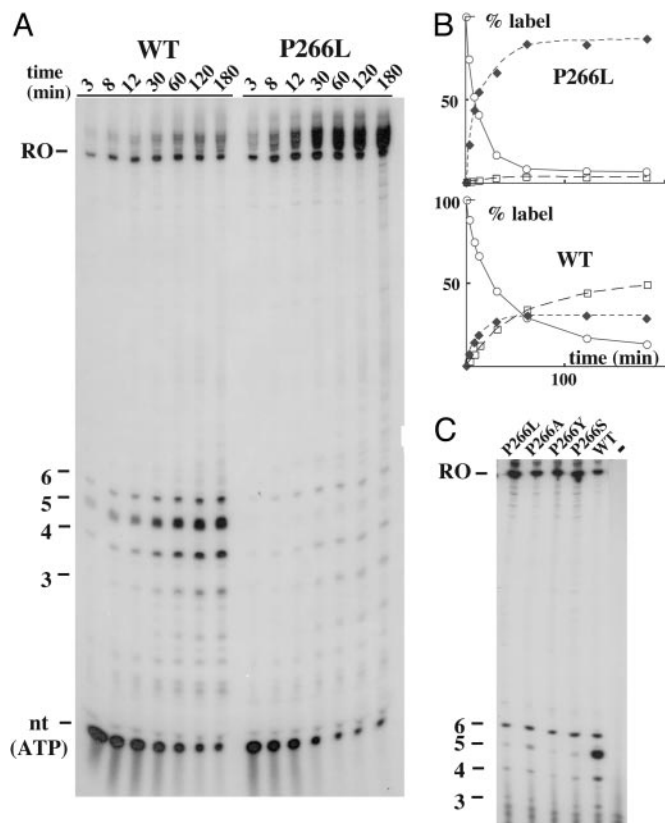 A
WT P266L
time (min) 3 8 12 30 60 120 180 3 8 12 30 60 120 180
RO
6
5
4
3
nt
(ATP)
B
% label
P266L
50
100
% label
WT
50
time (min)
100
C
P266L P266A P266Y P266S WT -
RO
6
5
4
3